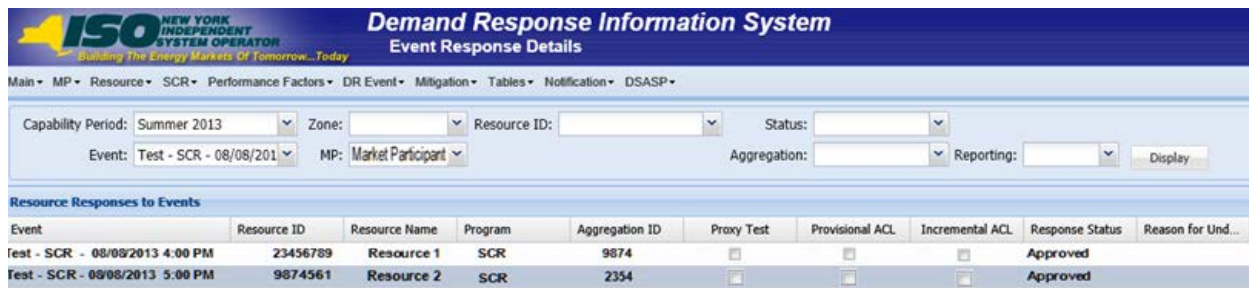 NEW YORK
INDEPENDENT
SYSTEM OPERATOR
ISO
Building The Energy Markets Of Tomorrow...Today
Demand Response Information System
Event Response Details
Main MP Resource SCR Performance Factors DR Event Mitigation Tables Notification DSASP
Capability Period: Summer 2013 Zone: Resource ID: Status:
Event: Test - SCR - 08/08/201 MP: Market Participant Aggregation: Reporting: Display
Resource Responses to Events
Event Resource ID Resource Name Program Aggregation ID Proxy Test Provisional ACL Incremental ACL Response Status Reason for Und...
Test - SCR - 08/08/2013 4:00 PM 23456789 Resource 1 SCR 9874 Approved
Test - SCR - 08/08/2013 5:00 PM 9874561 Resource 2 SCR 2354 Approved